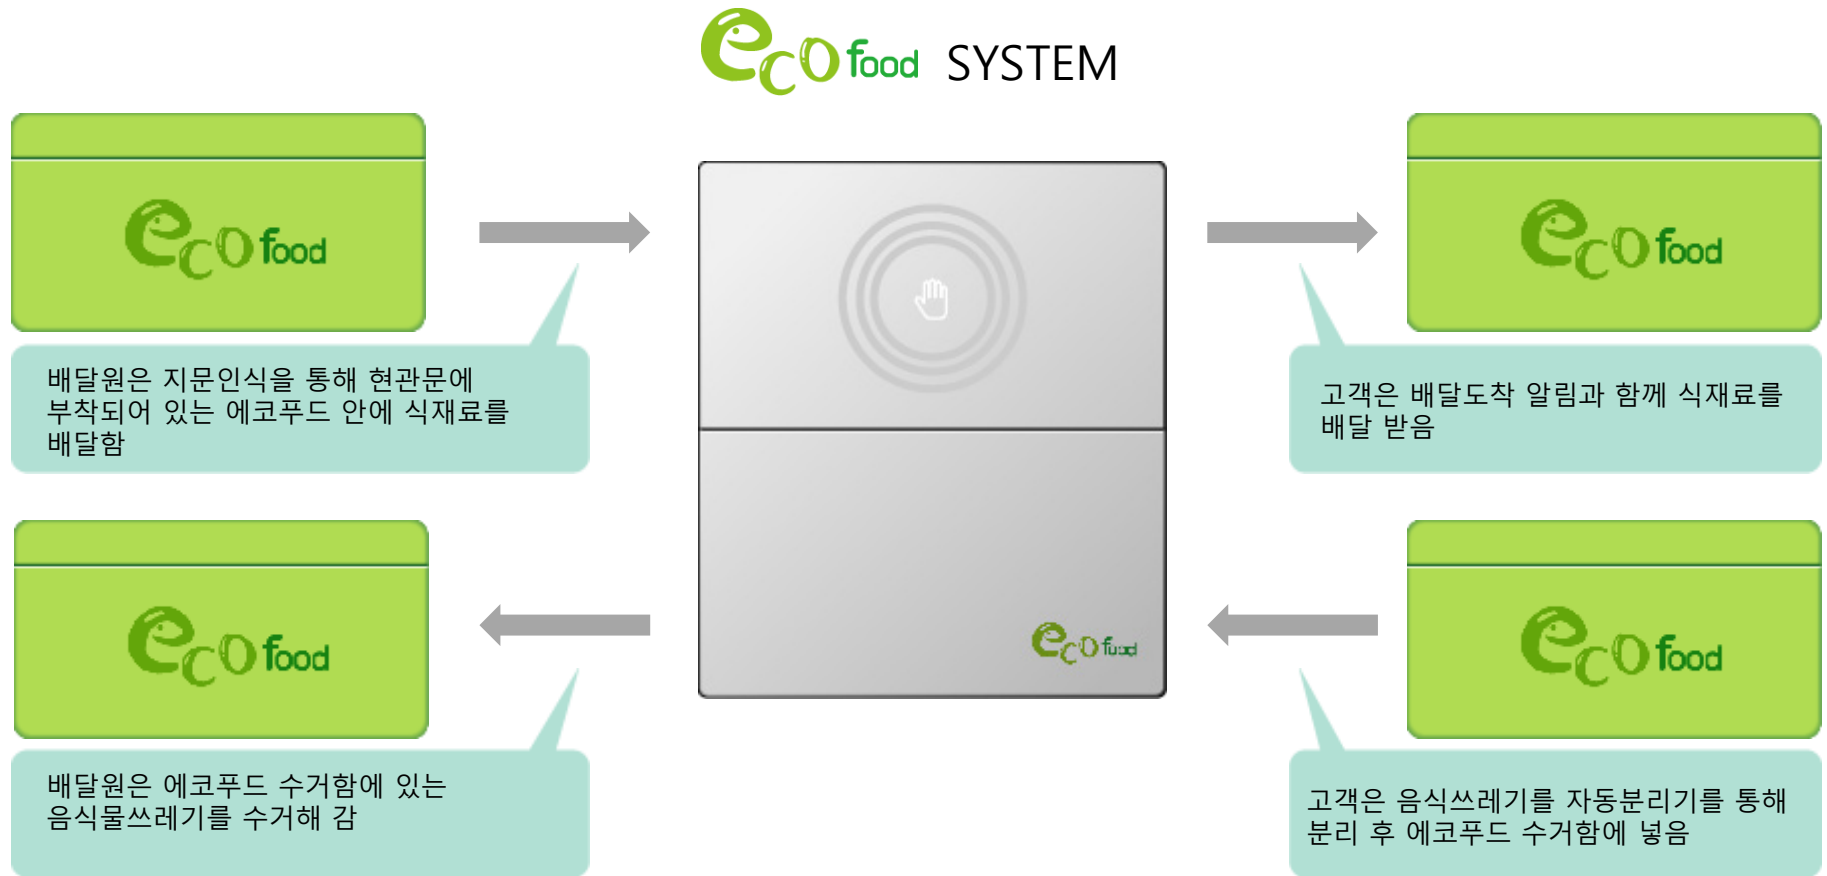 eco food SYSTEM
eco food
eco food
배달원은 지문인식을 통해 현관문에
부착되어 있는 에코푸드 안에 식재료를
배달함
고객은 배달도착 알림과 함께 식재료를
배달 받음
eco food
eco food
eco food
배달원은 에코푸드 수거함에 있는
음식물쓰레기를 수거해 감
고객은 음식쓰레기를 자동분리기를 통해
분리 후 에코푸드 수거함에 넣음